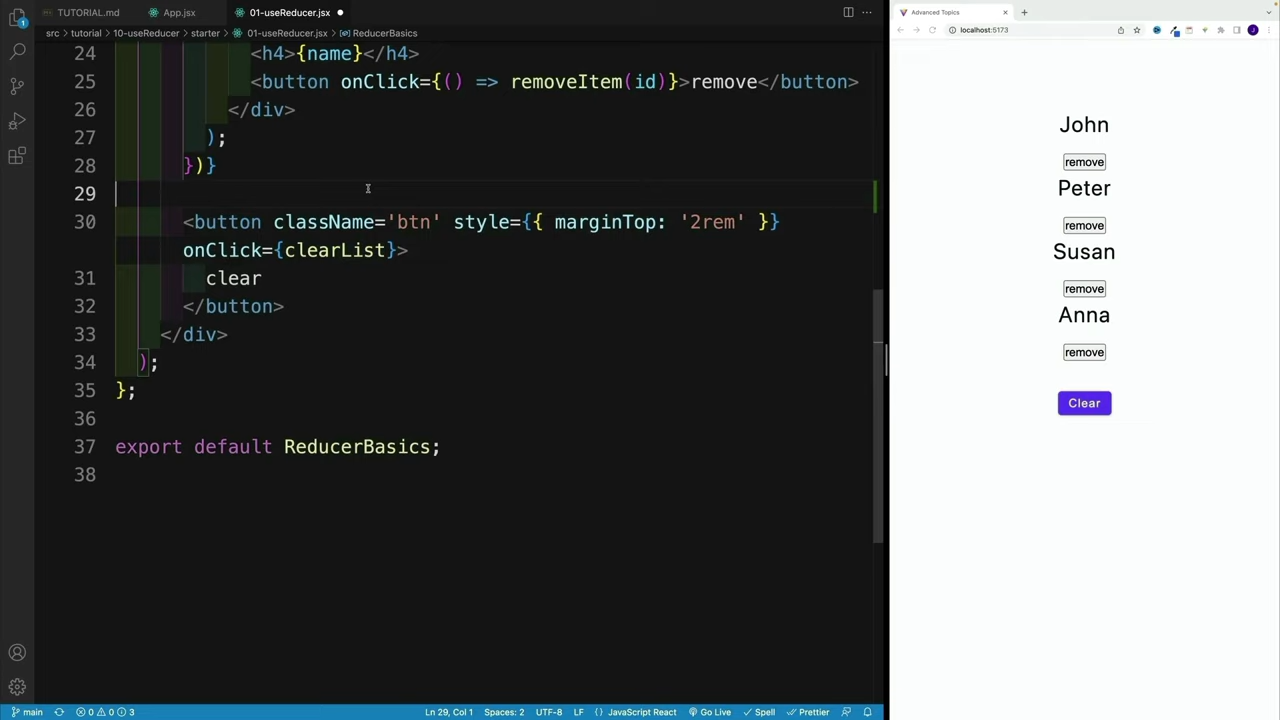 TUTORIAL.md
App.jsx
01-useReducer.jsx
src > tutorial > 10-useReducer > starter > 01-useReducer.jsx > ReducerBasics
24 <h4>{name}</h4>
25 <button onClick={() => removeItem(id)}>remove</button>
26 </div>
27 );
28 })}
29
30 <button className='btn' style={{ marginTop: '2rem' }}
onClick={clearList}>
31 clear
32 </button>
33 </div>
34 );
35 };
36
37 export default ReducerBasics;
38
1
main
0 0 3
Ln 29, Col 1
Spaces: 2
UTF-8
LF
{ } JavaScript React
Go Live
Spell
Prettier
Advanced Topics
localhost:5173
J
John
remove
Peter
remove
Susan
remove
Anna
remove
Clear